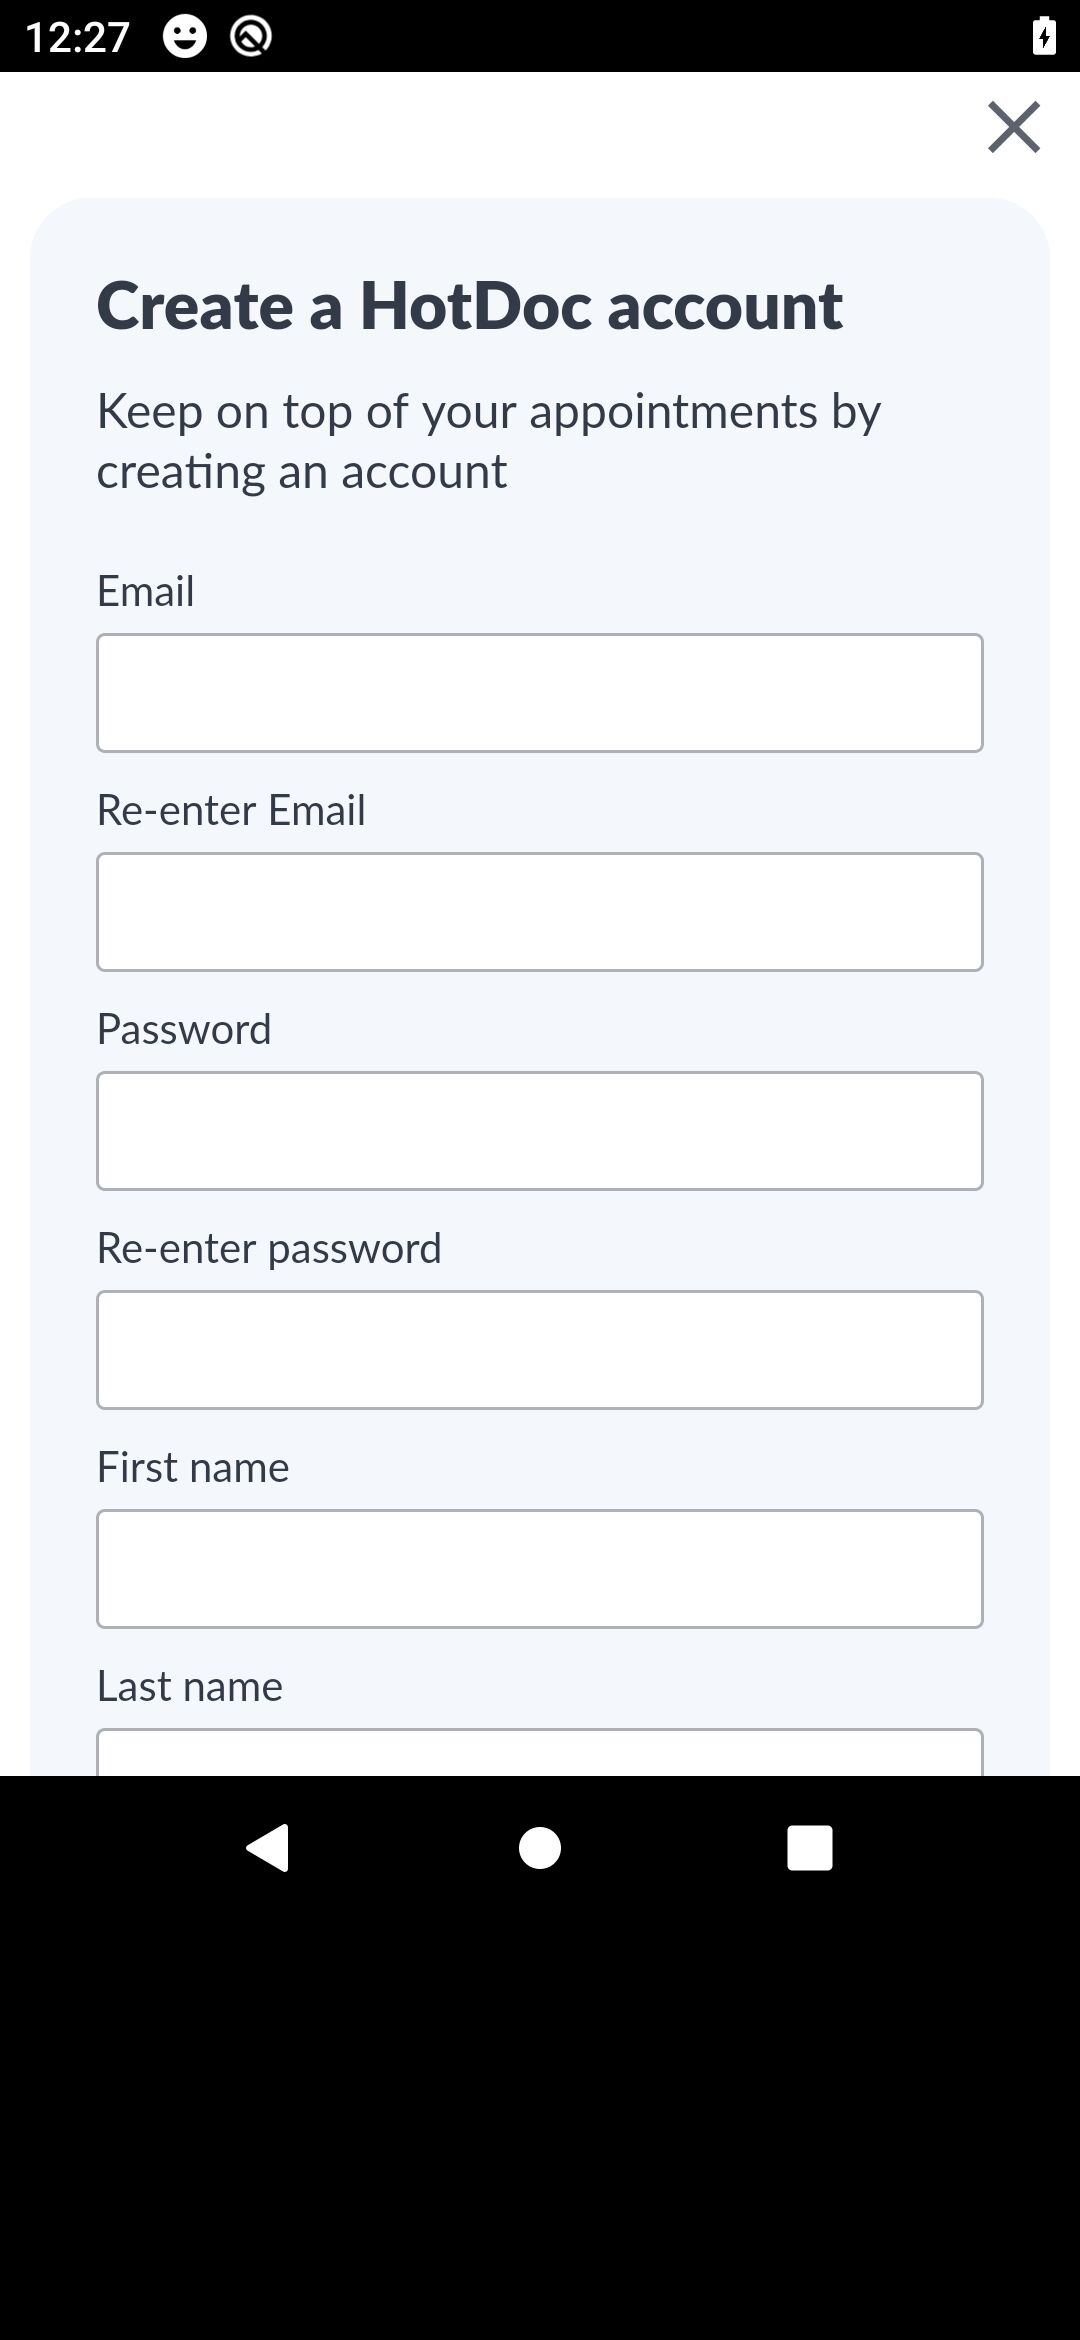 12:27
Create a HotDoc account
Keep on top of your appointments by
creating an account
Email
Re-enter Email
Password
Re-enter password
First name
Last name